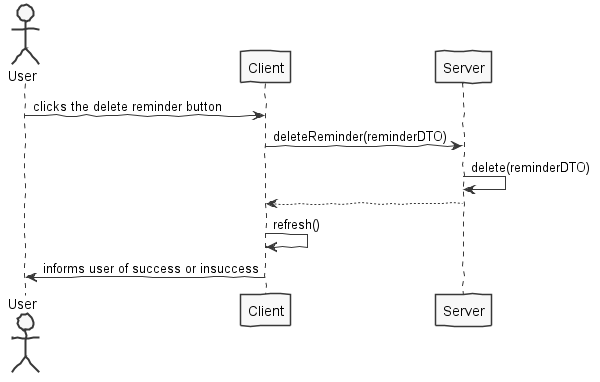 User
Client
Server
clicks the delete reminder button
deleteReminder(reminderDTO)
delete(reminderDTO)
refresh()
informs user of success or insuccess
User
Client
Server